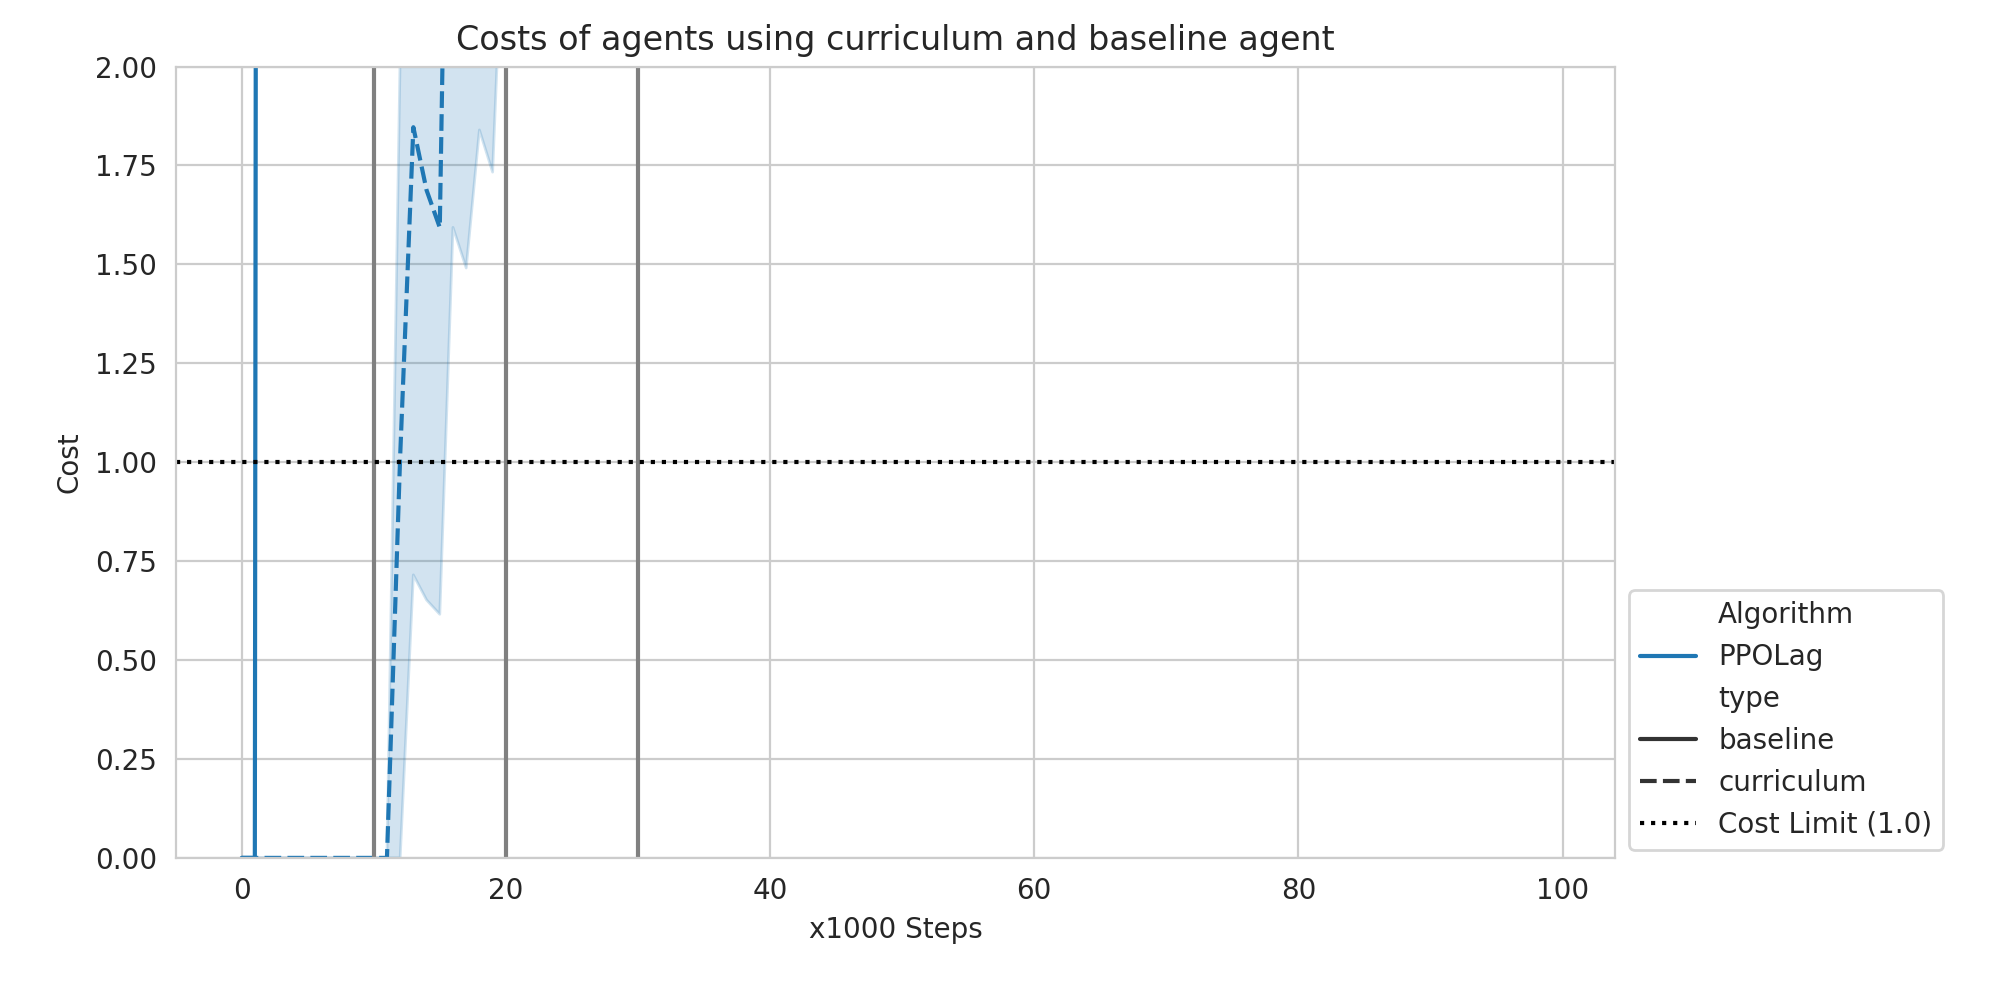 Costs of agents using curriculum and baseline agent
2.00
1.75
1.50
1.25
1.00
0.75
0.50
0.25
0.00
Cost
0 20 40 60 80 100
x1000 Steps
Algorithm
PPOLag
type
baseline
curriculum
Cost Limit (1.0)